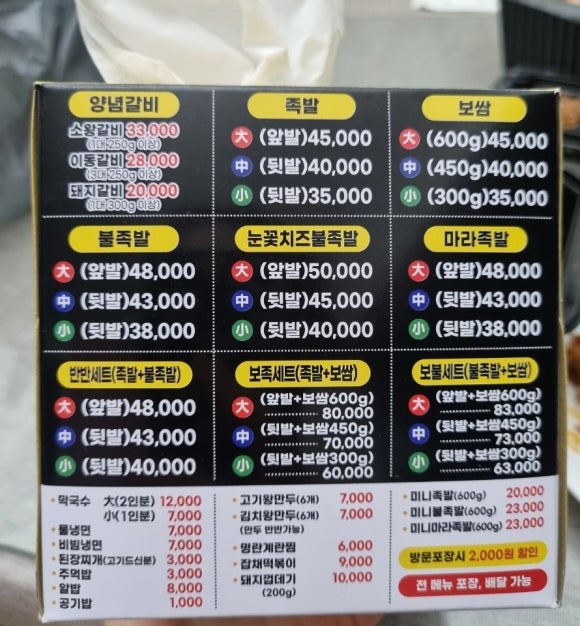 양념갈비
소왕갈비 33,000
(1대 250g 이상)
이동갈비 28,000
(3대 250g 이상)
돼지갈비 20,000
(1대 300g 이상)
족발
大 (앞발)45,000
中 (뒷발)40,000
小 (뒷발)35,000
보쌈
大 (600g)45,000
中 (450g)40,000
小 (300g)35,000
불족발
大 (앞발)48,000
中 (뒷발)43,000
小 (뒷발)38,000
눈꽃치즈불족발
大 (앞발)50,000
中 (뒷발)45,000
小 (뒷발)40,000
마라족발
大 (앞발)48,000
中 (뒷발)43,000
小 (뒷발)38,000
반반세트(족발+불족발)
大 (앞발)48,000
中 (뒷발)43,000
小 (뒷발)40,000
보족세트(족발+보쌈)
大 (앞발+보쌈600g)
80,000
中 (뒷발+보쌈450g)
70,000
小 (뒷발+보쌈300g)
60,000
보불세트(불족발+보쌈)
大 (앞발+보쌈600g)
83,000
中 (뒷발+보쌈450g)
73,000
小 (뒷발+보쌈300g)
63,000
• 막국수 大(2인분) 12,000
小(1인분) 7,000
• 물냉면 7,000
• 비빔냉면 7,000
• 된장찌개(고기드신분) 3,000
• 주먹밥 3,000
• 알밥 8,000
• 공기밥 1,000
• 고기왕만두(6개) 7,000
• 김치왕만두(6개) 7,000
(만두 반반가능)
• 명란계란찜 6,000
• 잡채떡볶이 9,000
• 돼지껍데기 10,000
(200g)
• 미니족발(600g) 20,000
• 미니불족발(600g) 23,000
• 미니마라족발(600g) 23,000
방문포장시 2,000원 할인
전 메뉴 포장, 배달 가능